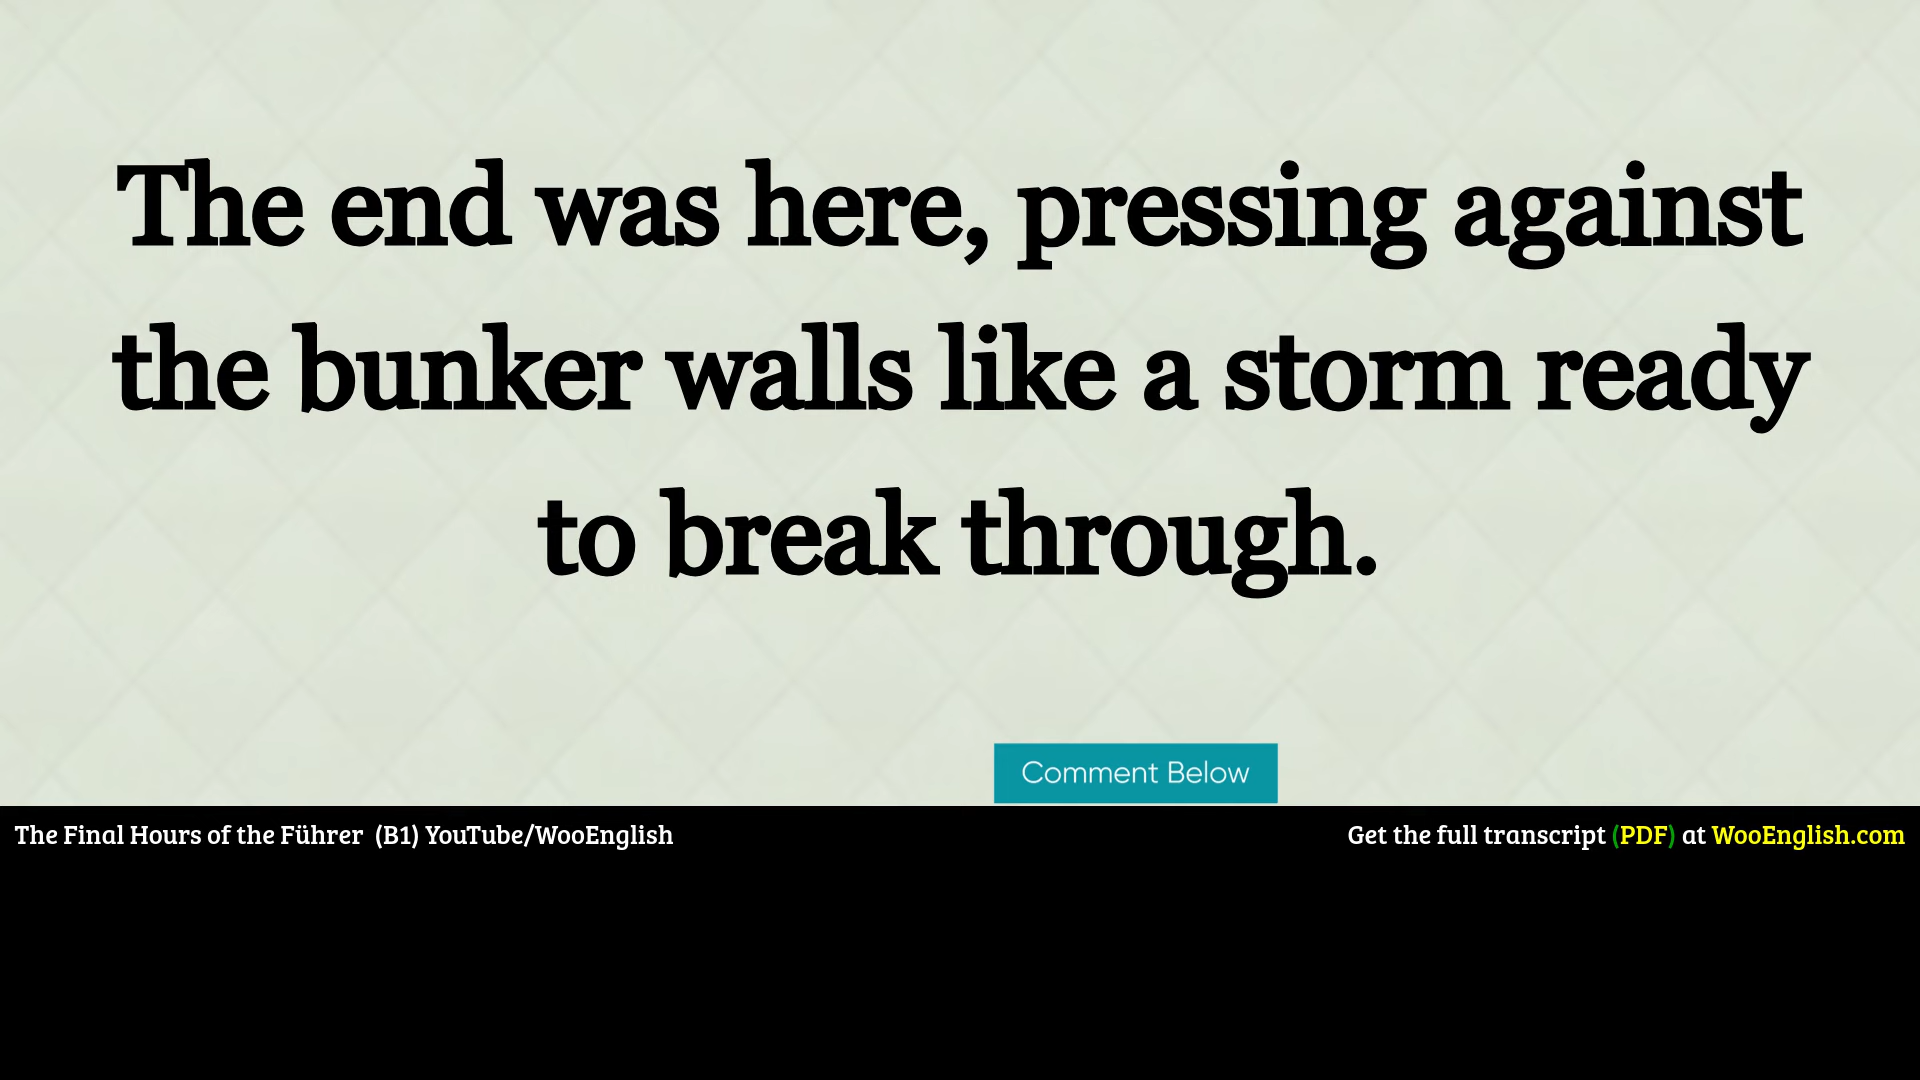 The end was here, pressing against
the bunker walls like a storm ready
to break through.
Comment Below
The Final Hours of the Führer (B1) YouTube/WooEnglish
Get the full transcript (PDF) at WooEnglish.com